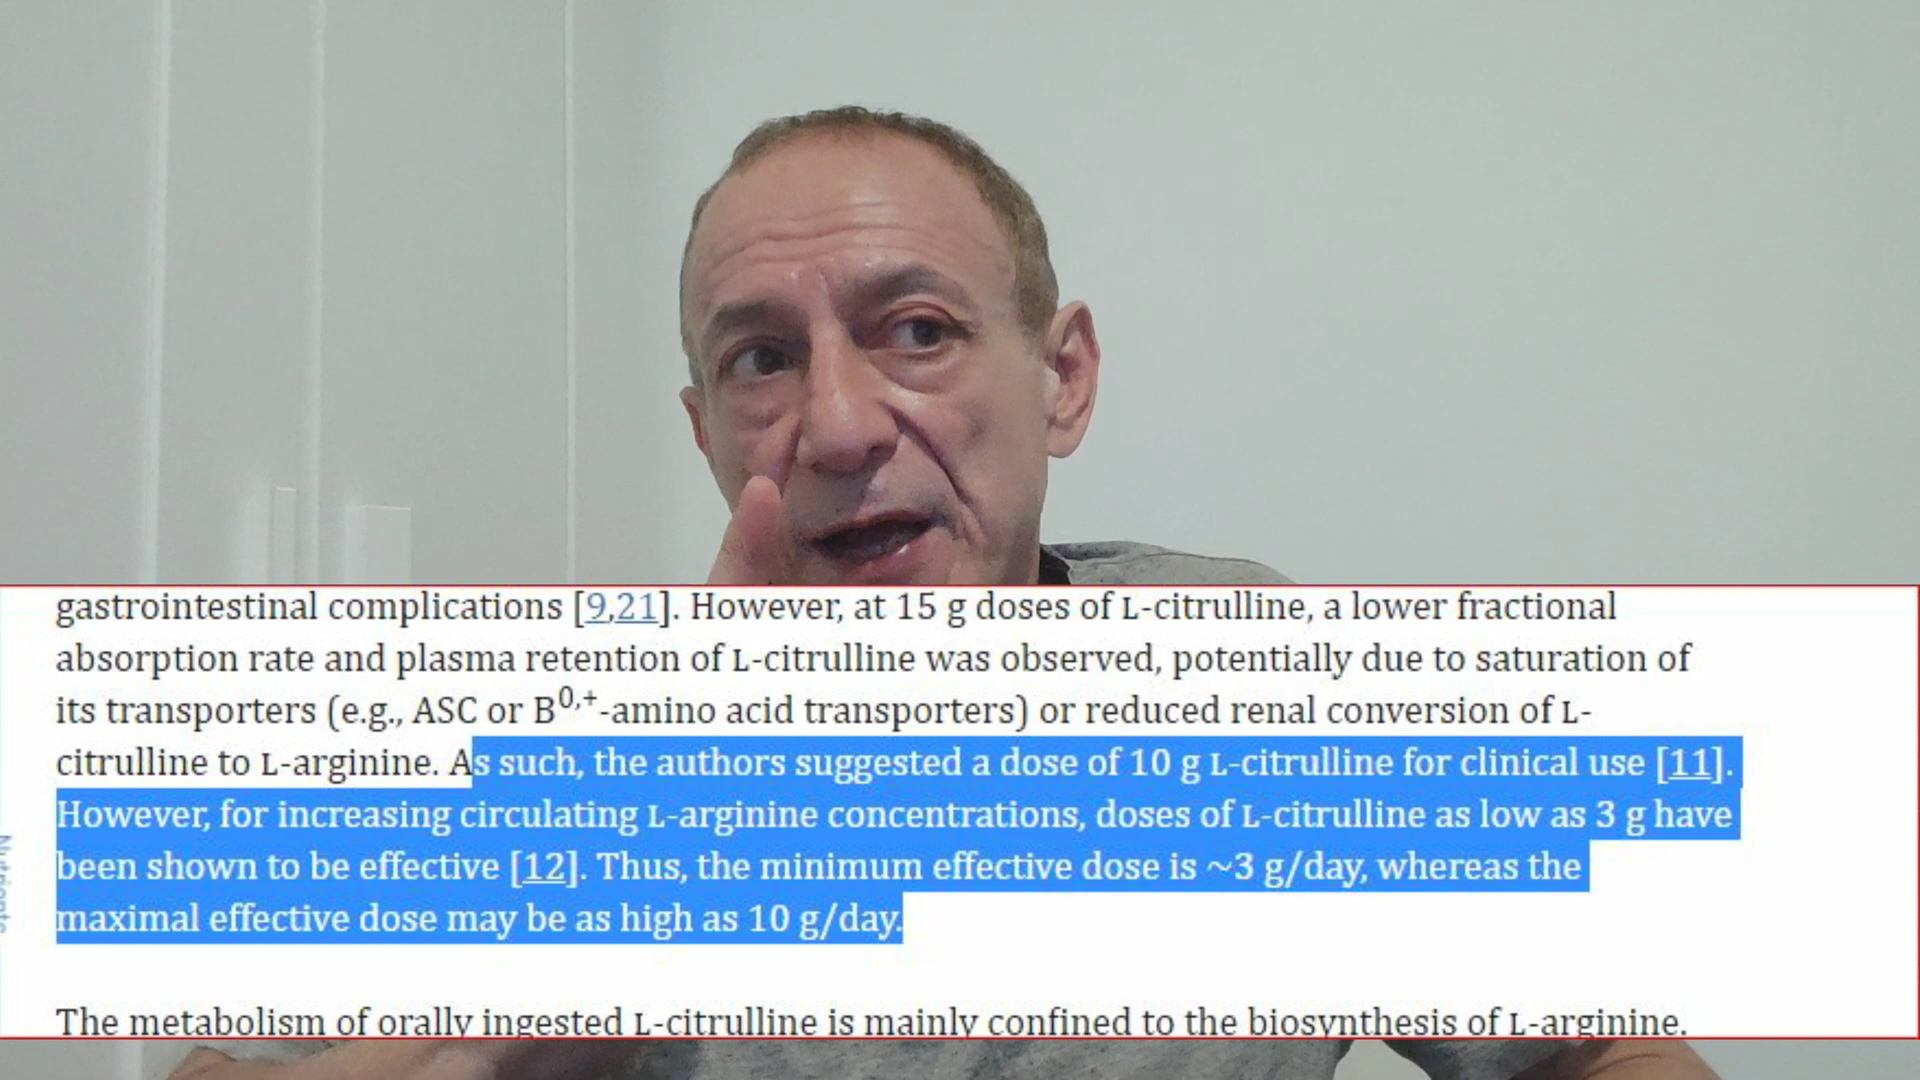 gastrointestinal complications [9,21]. However, at 15 g doses of L-citrulline, a lower fractional
absorption rate and plasma retention of L-citrulline was observed, potentially due to saturation of
its transporters (e.g., ASC or B0,+-amino acid transporters) or reduced renal conversion of L-
citrulline to L-arginine. As such, the authors suggested a dose of 10 g L-citrulline for clinical use [11].
However, for increasing circulating L-arginine concentrations, doses of L-citrulline as low as 3 g have
been shown to be effective [12]. Thus, the minimum effective dose is ~3 g/day, whereas the
maximal effective dose may be as high as 10 g/day.
The metabolism of orally ingested L-citrulline is mainly confined to the biosynthesis of L-arginine.